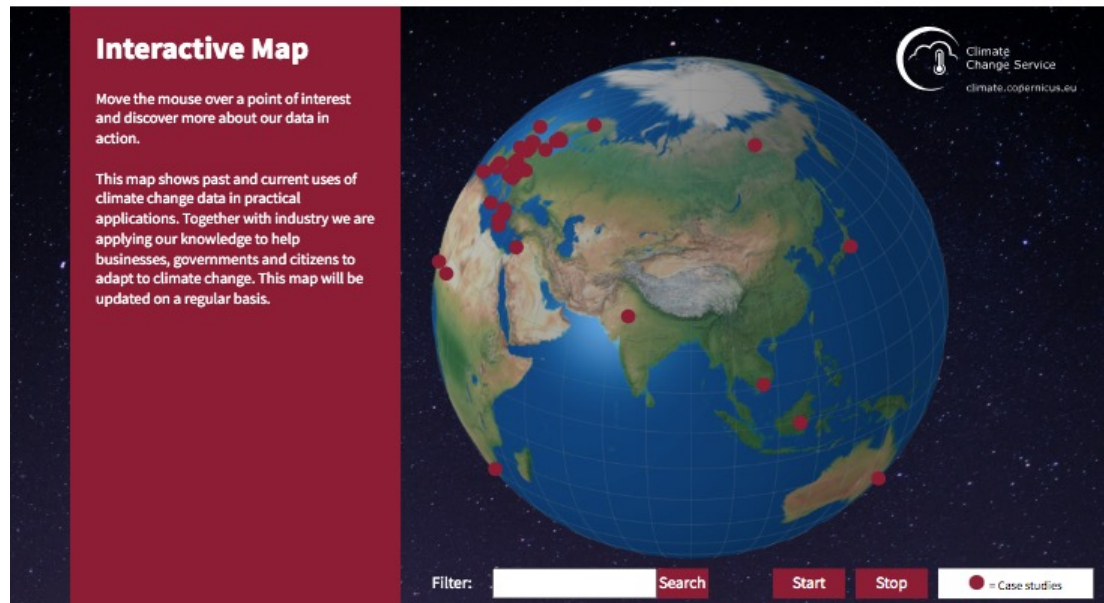 Interactive Map
Move the mouse over a point of interest
and discover more about our data in
action.
This map shows past and current uses of
climate change data in practical
applications. Together with industry we are
applying our knowledge to help
businesses, governments and citizens to
adapt to climate change. This map will be
updated on a regular basis.
Climate
Change Service
climate.copernicus.eu
Filter:
Search
Start
Stop
= Case studies